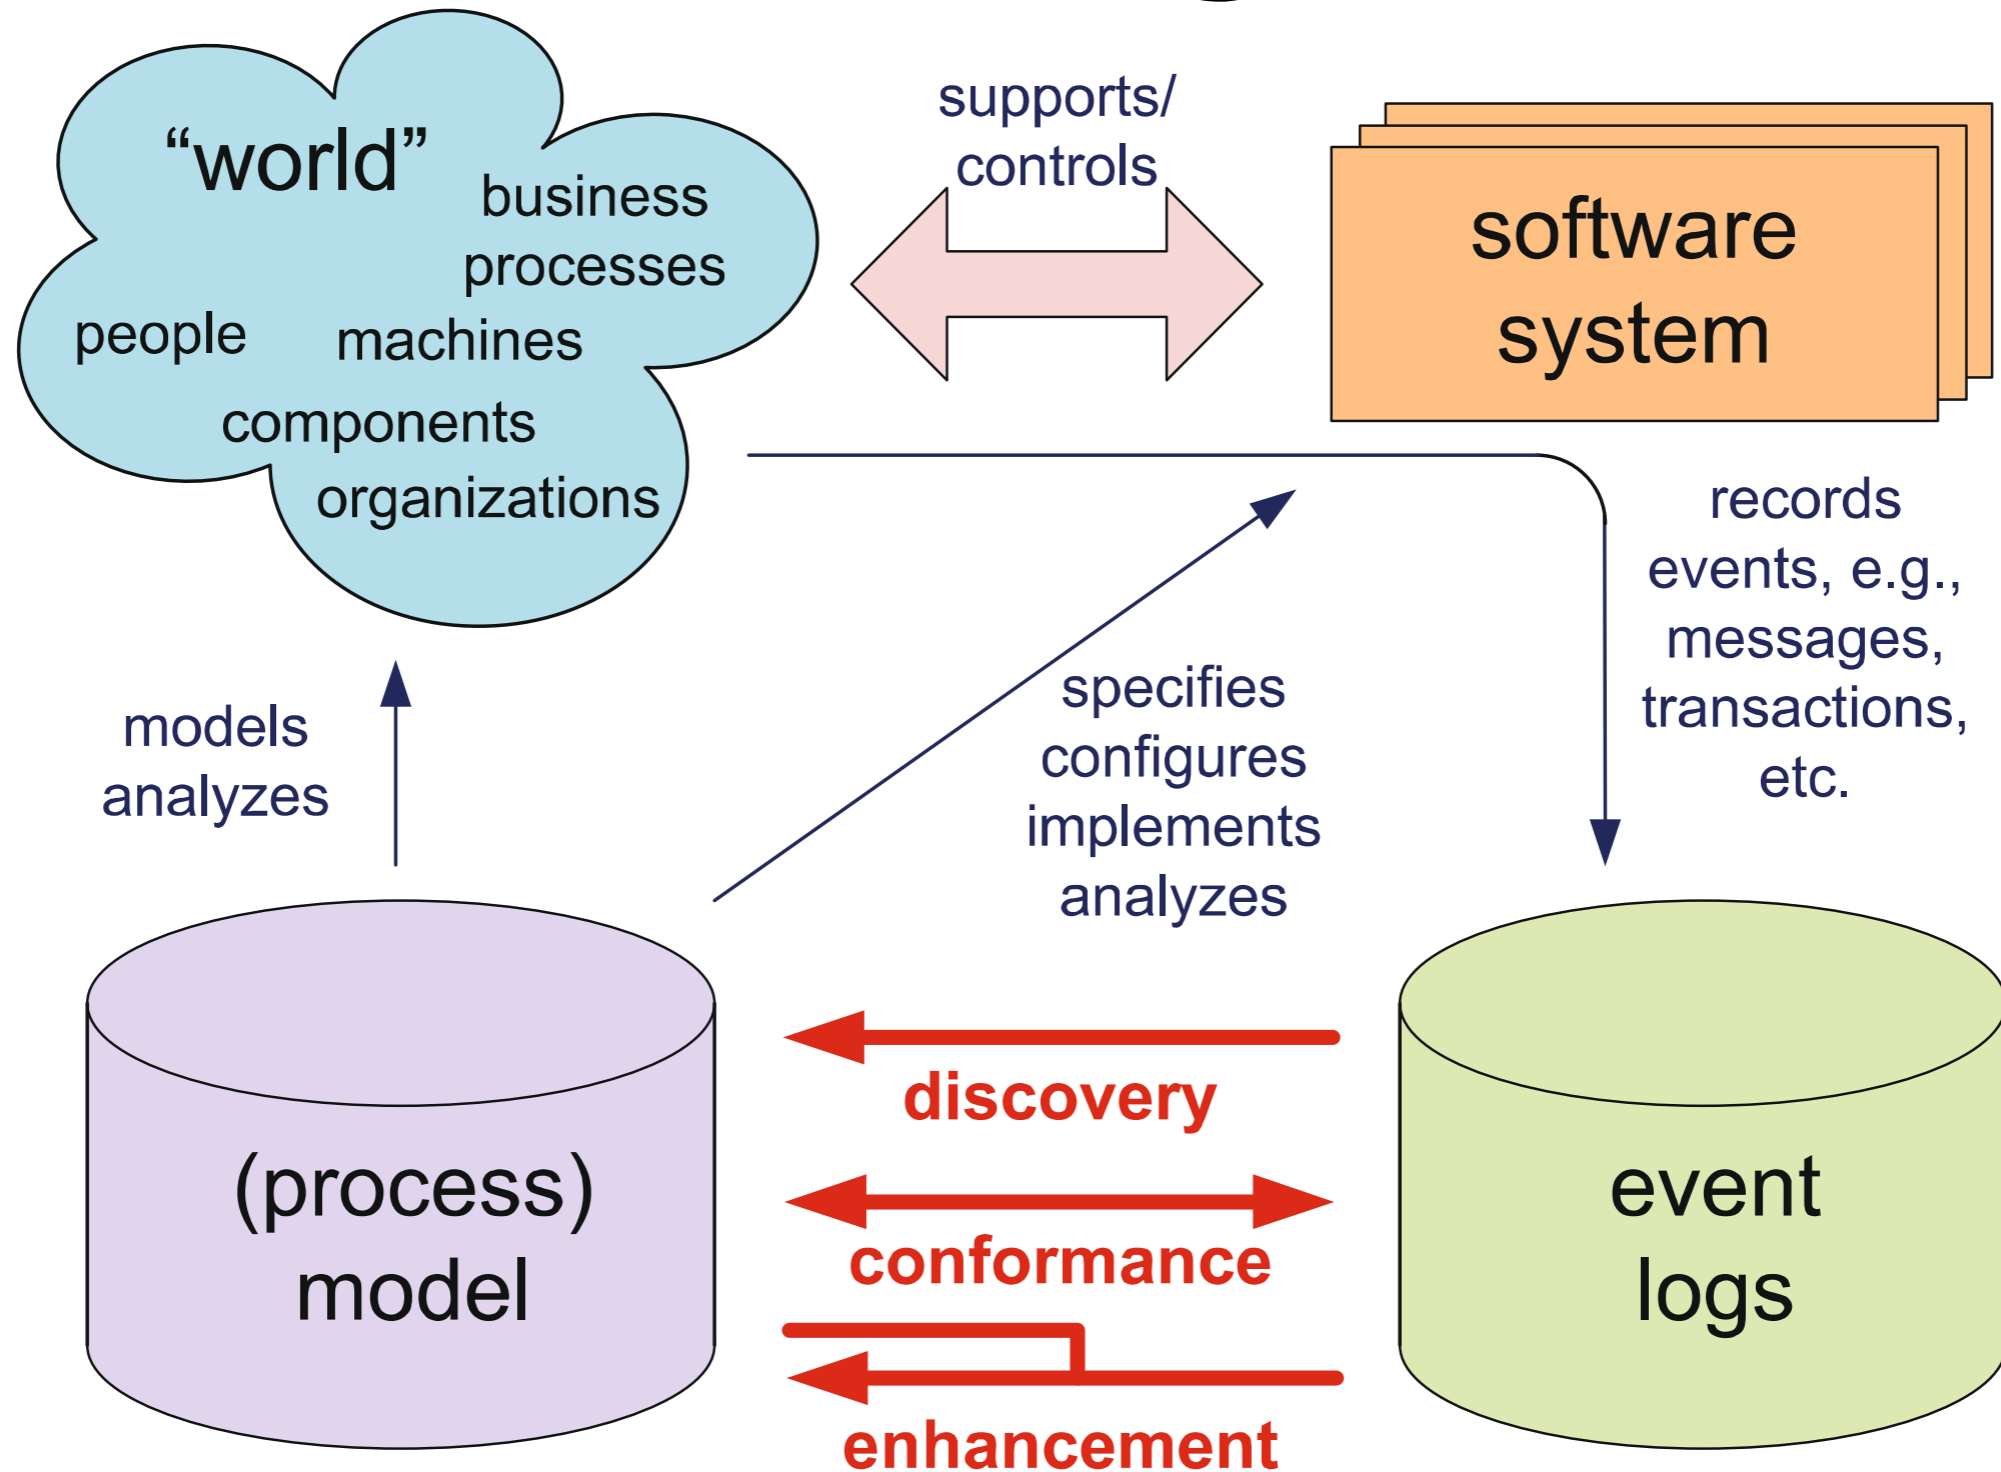 “world”
business
processes
people
machines
components
organizations
supports/
controls
software
system
records
events, e.g.,
messages,
transactions,
etc.
models
analyzes
specifies
configures
implements
analyzes
(process)
model
discovery
conformance
enhancement
event
logs